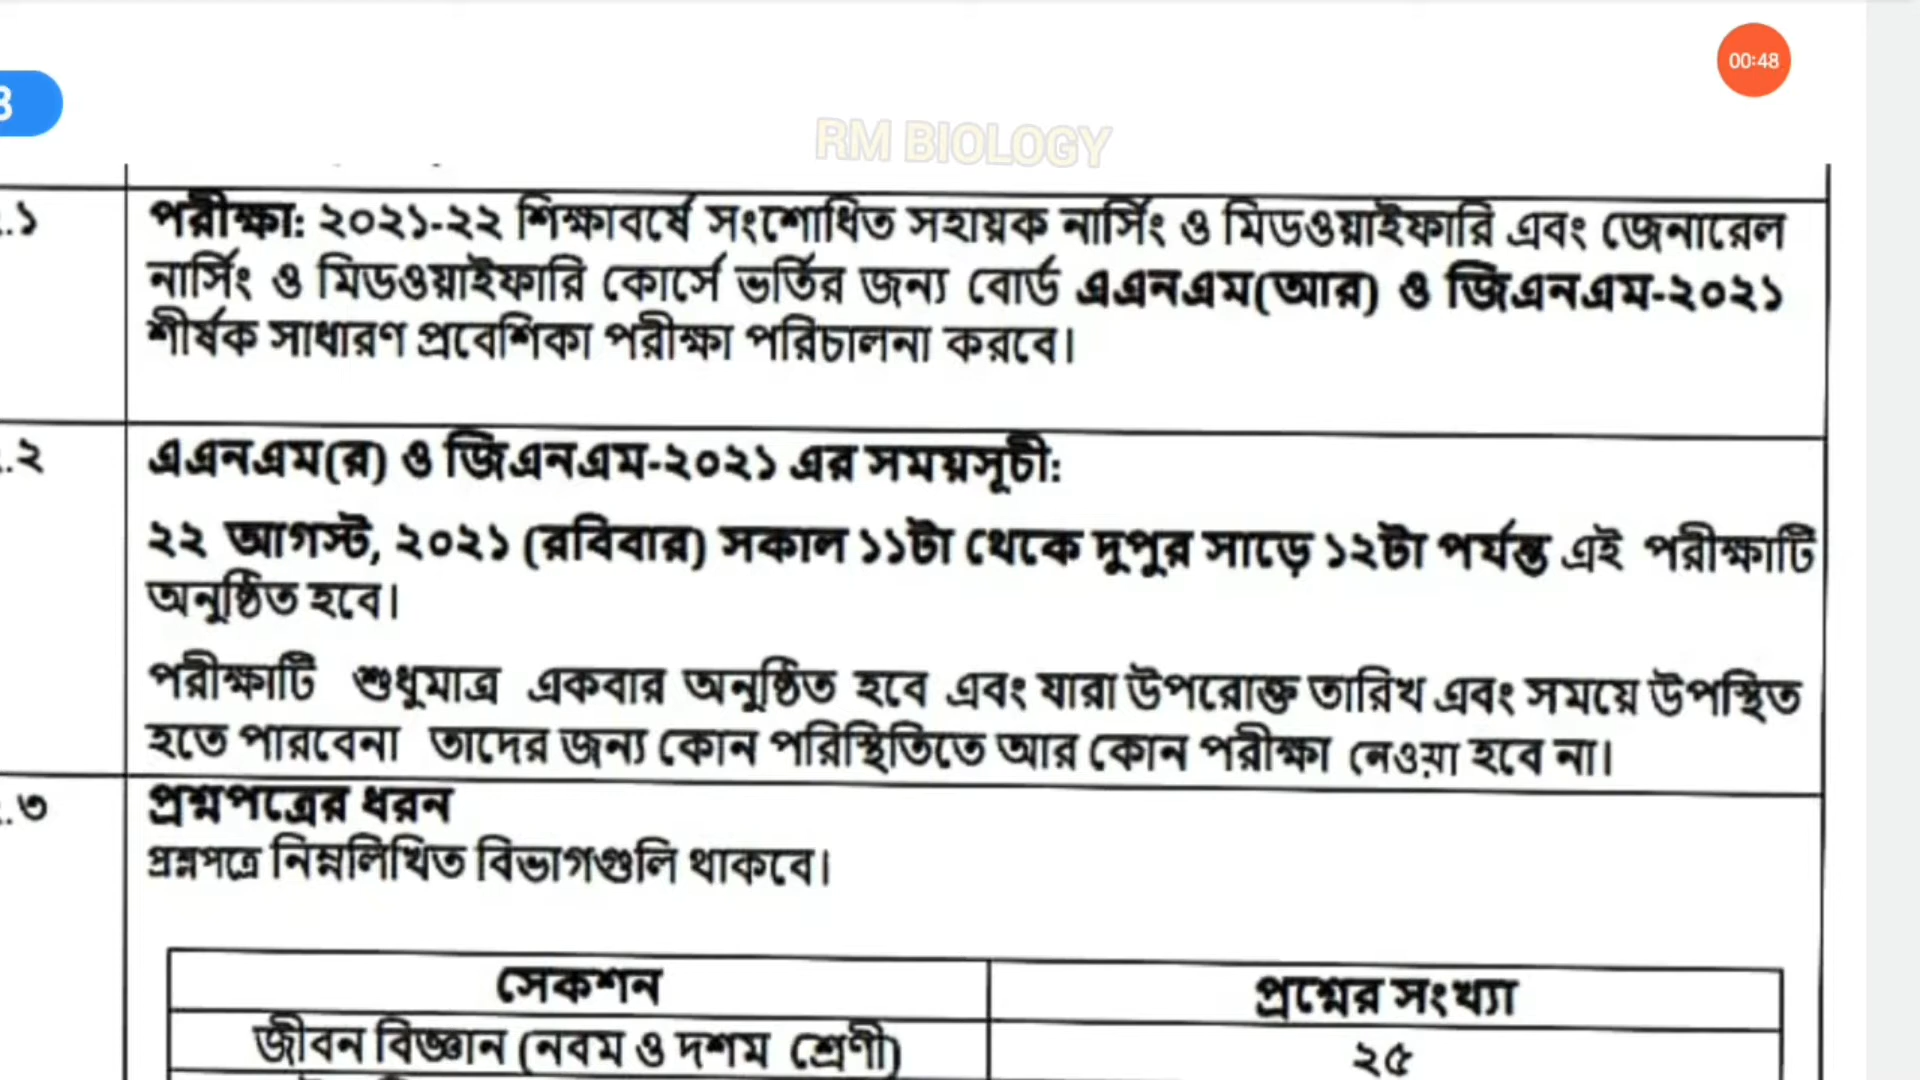 00:48
RM BIOLOGY
.১
পরীক্ষা: ২০২১-২২ শিক্ষাবর্ষে সংশোধিত সহায়ক নার্সিং ও মিডওয়াইফারি এবং জেনারেল
নার্সিং ও মিডওয়াইফারি কোর্সে ভর্তির জন্য বোর্ড এএনএম(আর) ও জিএনএম-২০২১
শীর্ষক সাধারণ প্রবেশিকা পরীক্ষা পরিচালনা করবে।
.২
এএনএম(র) ও জিএনএম-২০২১ এর সময়সূচী:
২২ আগস্ট, ২০২১ (রবিবার) সকাল ১১টা থেকে দুপুর সাড়ে ১২টা পর্যন্ত এই পরীক্ষাটি
অনুষ্ঠিত হবে।
পরীক্ষাটি শুধুমাত্র একবার অনুষ্ঠিত হবে এবং যারা উপরোক্ত তারিখ এবং সময়ে উপস্থিত
হতে পারবেনা তাদের জন্য কোন পরিস্থিতিতে আর কোন পরীক্ষা নেওয়া হবে না।
.৩
প্রশ্নপত্রের ধরন
প্রশ্নপত্রে নিম্নলিখিত বিভাগগুলি থাকবে।
সেকশন প্রশ্নের সংখ্যা
জীবন বিজ্ঞান (নবম ও দশম শ্রেণী) ২৫